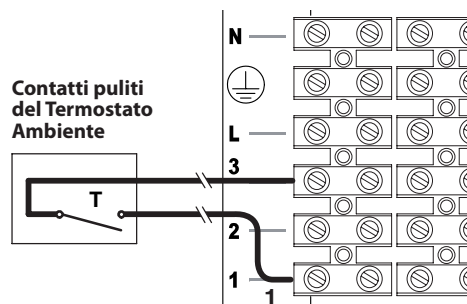 N
Contatti puliti
del Termostato
Ambiente
L
3
T
2
1
1